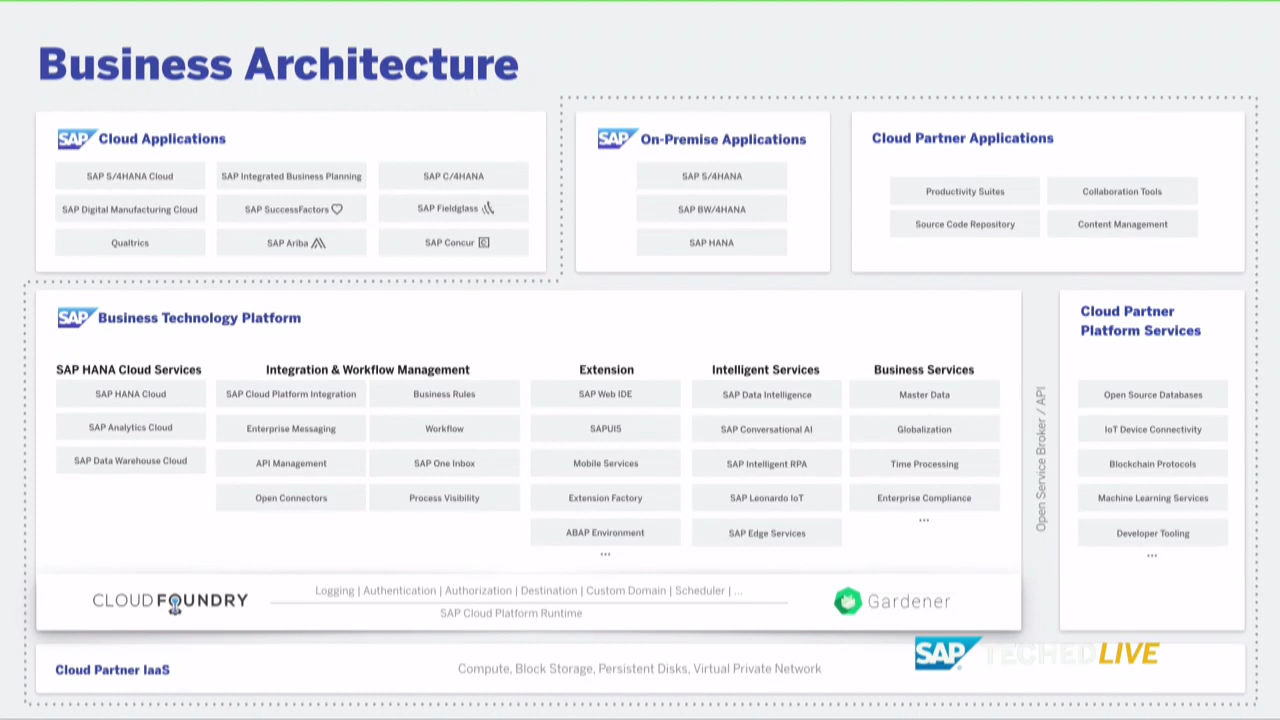 Business Architecture
SAP Cloud Applications
SAP S/4HANA Cloud
SAP Integrated Business Planning
SAP C/4HANA
SAP Digital Manufacturing Cloud
SAP SuccessFactors
SAP Fieldglass
Qualtrics
SAP Ariba
SAP Concur
SAP On-Premise Applications
SAP S/4HANA
SAP BW/4HANA
SAP HANA
Cloud Partner Applications
Productivity Suites
Collaboration Tools
Source Code Repository
Content Management
SAP Business Technology Platform
SAP HANA Cloud Services
SAP HANA Cloud
SAP Analytics Cloud
SAP Data Warehouse Cloud
Integration & Workflow Management
SAP Cloud Platform Integration
Business Rules
Enterprise Messaging
Workflow
API Management
SAP One Inbox
Open Connectors
Process Visibility
Extension
SAP Web IDE
SAPUI5
Mobile Services
Extension Factory
ABAP Environment
...
Intelligent Services
SAP Data Intelligence
SAP Conversational AI
SAP Intelligent RPA
SAP Leonardo IoT
SAP Edge Services
Business Services
Master Data
Globalization
Time Processing
Enterprise Compliance
...
Open Service Broker / API
Cloud Partner
Platform Services
Open Source Databases
IoT Device Connectivity
Blockchain Protocols
Machine Learning Services
Developer Tooling
...
CLOUDFOUNDRY
Logging | Authentication | Authorization | Destination | Custom Domain | Scheduler | ...
SAP Cloud Platform Runtime
Gardener
Cloud Partner IaaS
Compute, Block Storage, Persistent Disks, Virtual Private Network
SAP TECHED LIVE